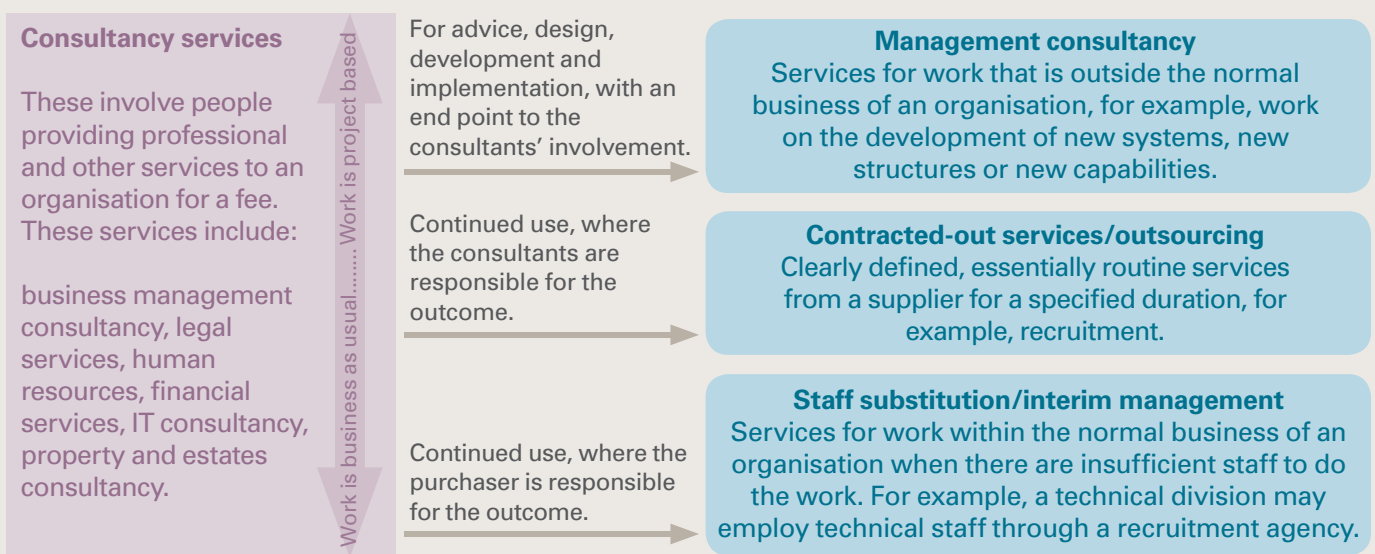 Consultancy services
These involve people
providing professional
and other services to an
organisation for a fee.
These services include:
business management
consultancy, legal
services, human
resources, financial
services, IT consultancy,
property and estates
consultancy.
Work is business as usual....... Work is project based
For advice, design,
development and
implementation, with an
end point to the
consultants’ involvement.
Management consultancy
Services for work that is outside the normal
business of an organisation, for example, work
on the development of new systems, new
structures or new capabilities.
Continued use, where
the consultants are
responsible for the
outcome.
Contracted-out services/outsourcing
Clearly defined, essentially routine services
from a supplier for a specified duration, for
example, recruitment.
Continued use, where the
purchaser is responsible
for the outcome.
Staff substitution/interim management
Services for work within the normal business of an
organisation when there are insufficient staff to do
the work. For example, a technical division may
employ technical staff through a recruitment agency.